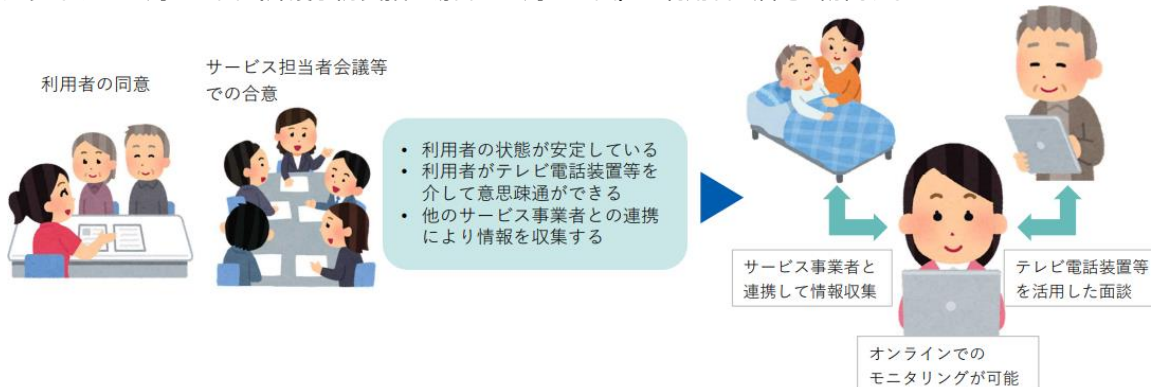 利用者の同意
サービス担当者会議等
での合意
• 利用者の状態が安定している
• 利用者がテレビ電話装置等を
介して意思疎通ができる
• 他のサービス事業者との連携
により情報を収集する
サービス事業者と
連携して情報収集
テレビ電話装置等
を活用した面談
オンラインでの
モニタリングが可能